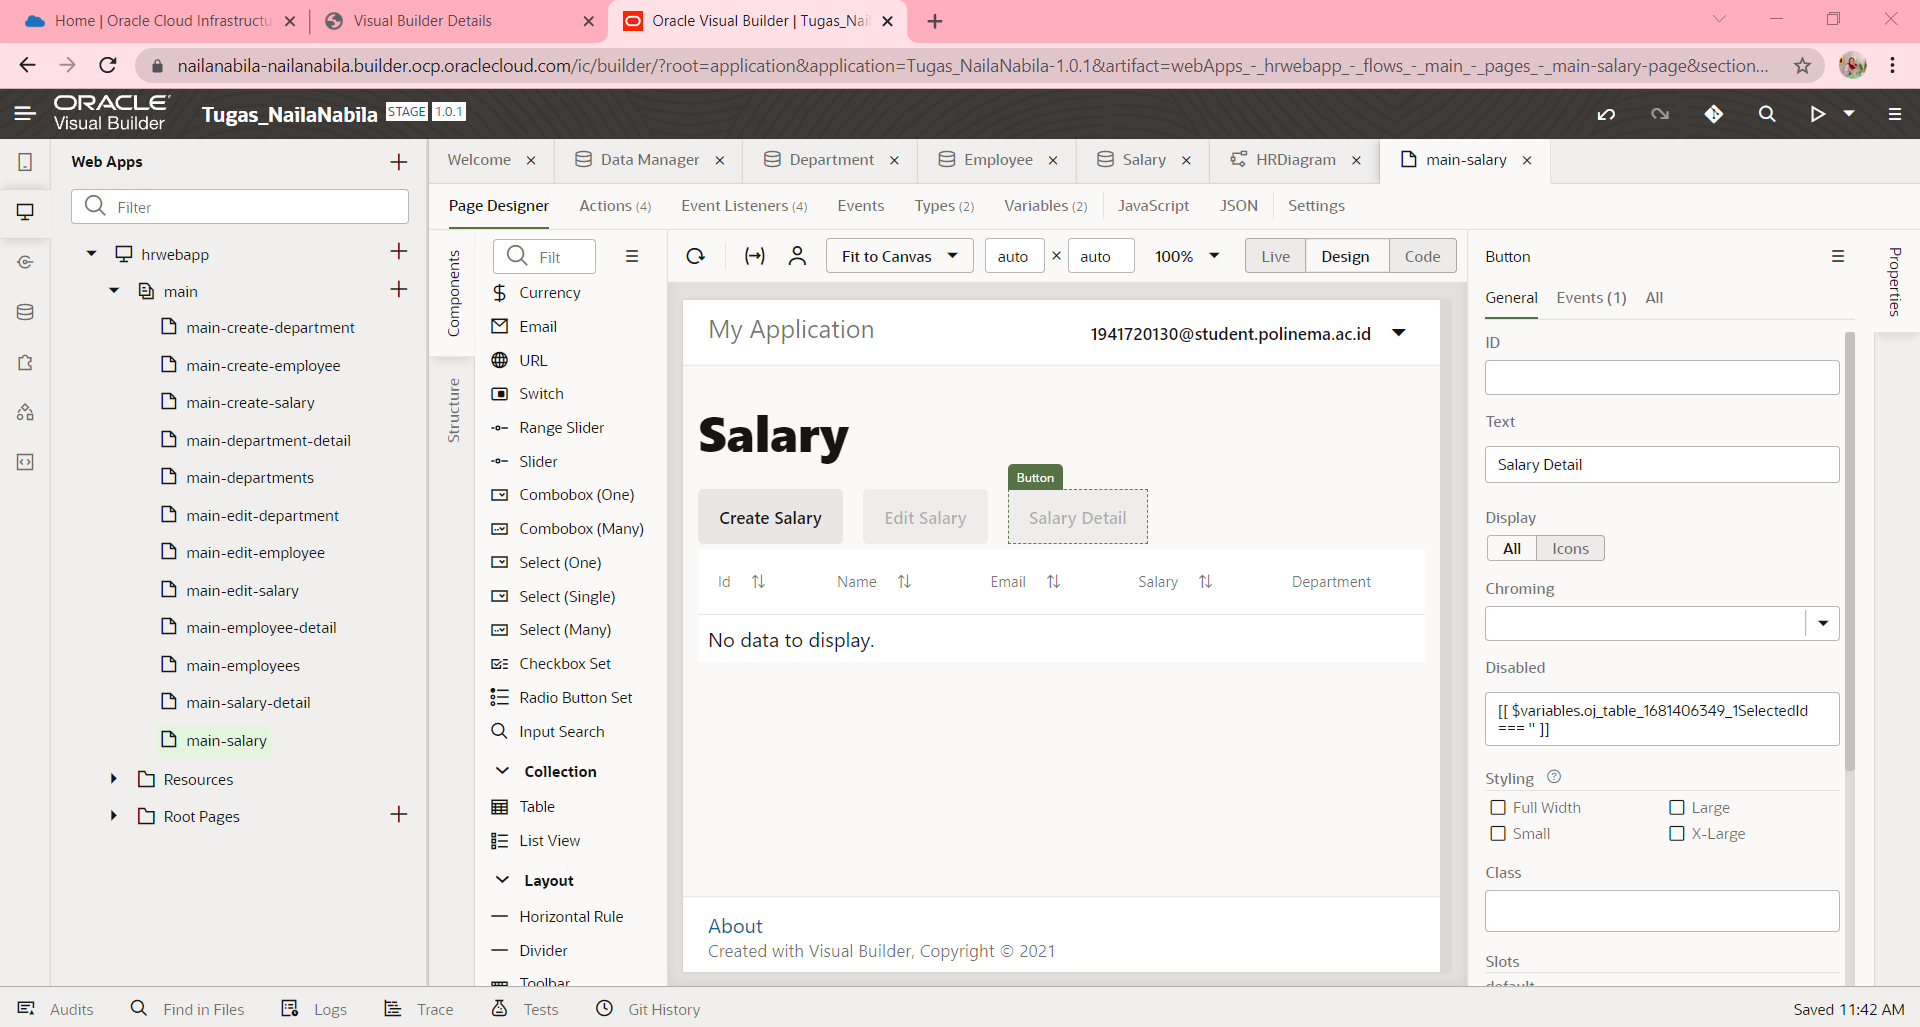 Home | Oracle Cloud Infrastructu
Visual Builder Details
Oracle Visual Builder | Tugas_Nail
nailanabila-nailanabila.builder.ocp.oraclecloud.com/ic/builder/?root=application&application=Tugas_NailaNabila-1.0.1&artifact=webApps_-_hrwebapp_-_flows_-_main_-_pages_-_main-salary-page&section...
ORACLE
Visual Builder
Tugas_NailaNabila STAGE 1.0.1
Web Apps
Filter
hrwebapp
main
main-create-department
main-create-employee
main-create-salary
main-department-detail
main-departments
main-edit-department
main-edit-employee
main-edit-salary
main-employee-detail
main-employees
main-salary-detail
main-salary
Resources
Root Pages
Welcome
Data Manager
Department
Employee
Salary
HRDiagram
main-salary
Page Designer
Actions (4)
Event Listeners (4)
Events
Types (2)
Variables (2)
JavaScript
JSON
Settings
Components
Structure
Filt
Currency
Email
URL
Switch
Range Slider
Slider
Combobox (One)
Combobox (Many)
Select (One)
Select (Single)
Select (Many)
Checkbox Set
Radio Button Set
Input Search
Collection
Table
List View
Layout
Horizontal Rule
Divider
Toolbar
Fit to Canvas
auto × auto
100%
Live
Design
Code
My Application
1941720130@student.polinema.ac.id
Salary
Button
Create Salary
Edit Salary
Salary Detail
Id
Name
Email
Salary
Department
No data to display.
About
Created with Visual Builder, Copyright © 2021
Button
Properties
General
Events (1)
All
ID
Text
Salary Detail
Display
All
Icons
Chroming
Disabled
[[ $variables.oj_table_1681406349_1SelectedId
=== '' ]]
Styling
Full Width
Large
Small
X-Large
Class
Slots
default
Audits
Find in Files
Logs
Trace
Tests
Git History
Saved 11:42 AM